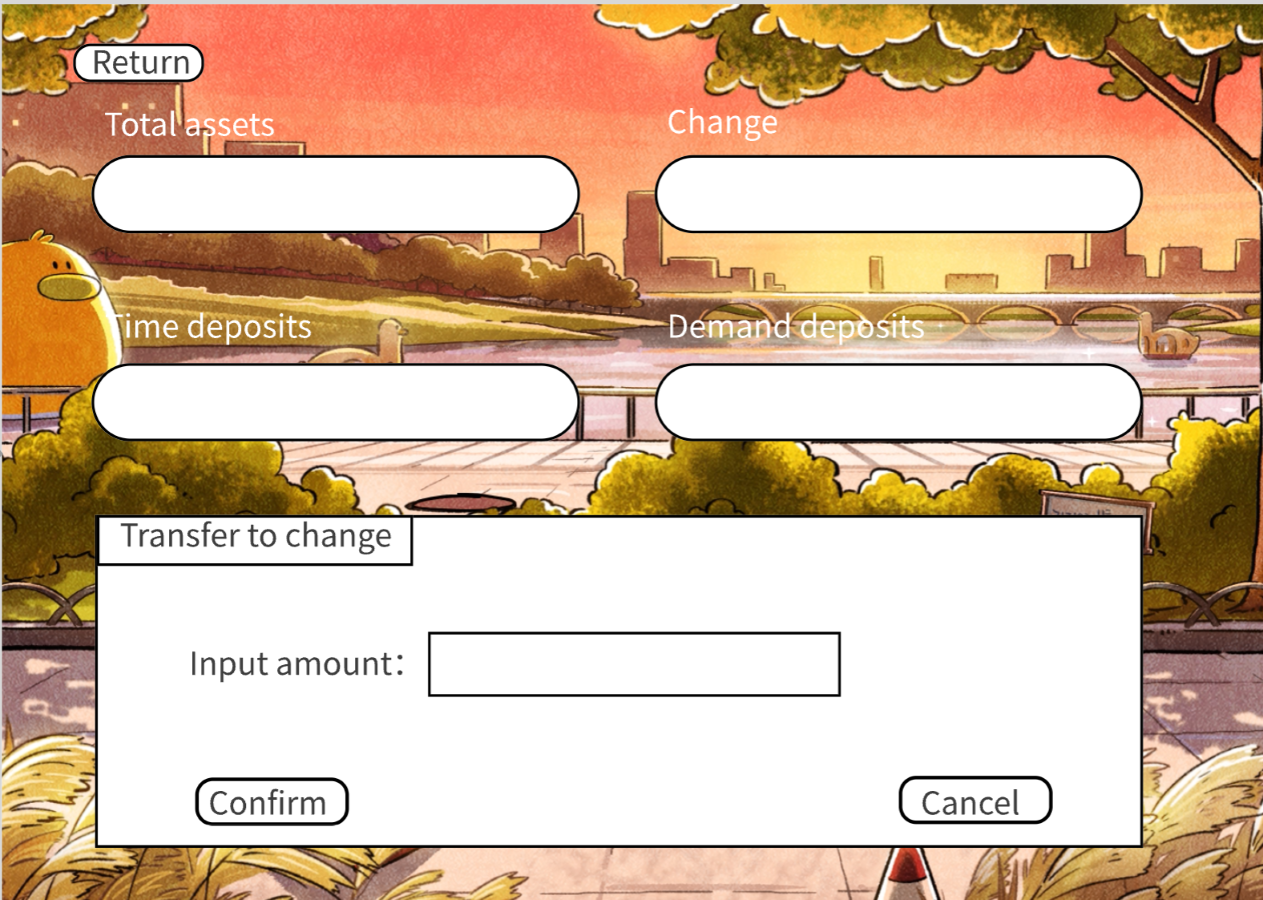 Return
Total assets
Change
Time deposits
Demand deposits
Transfer to change
Input amount：
Confirm
Cancel